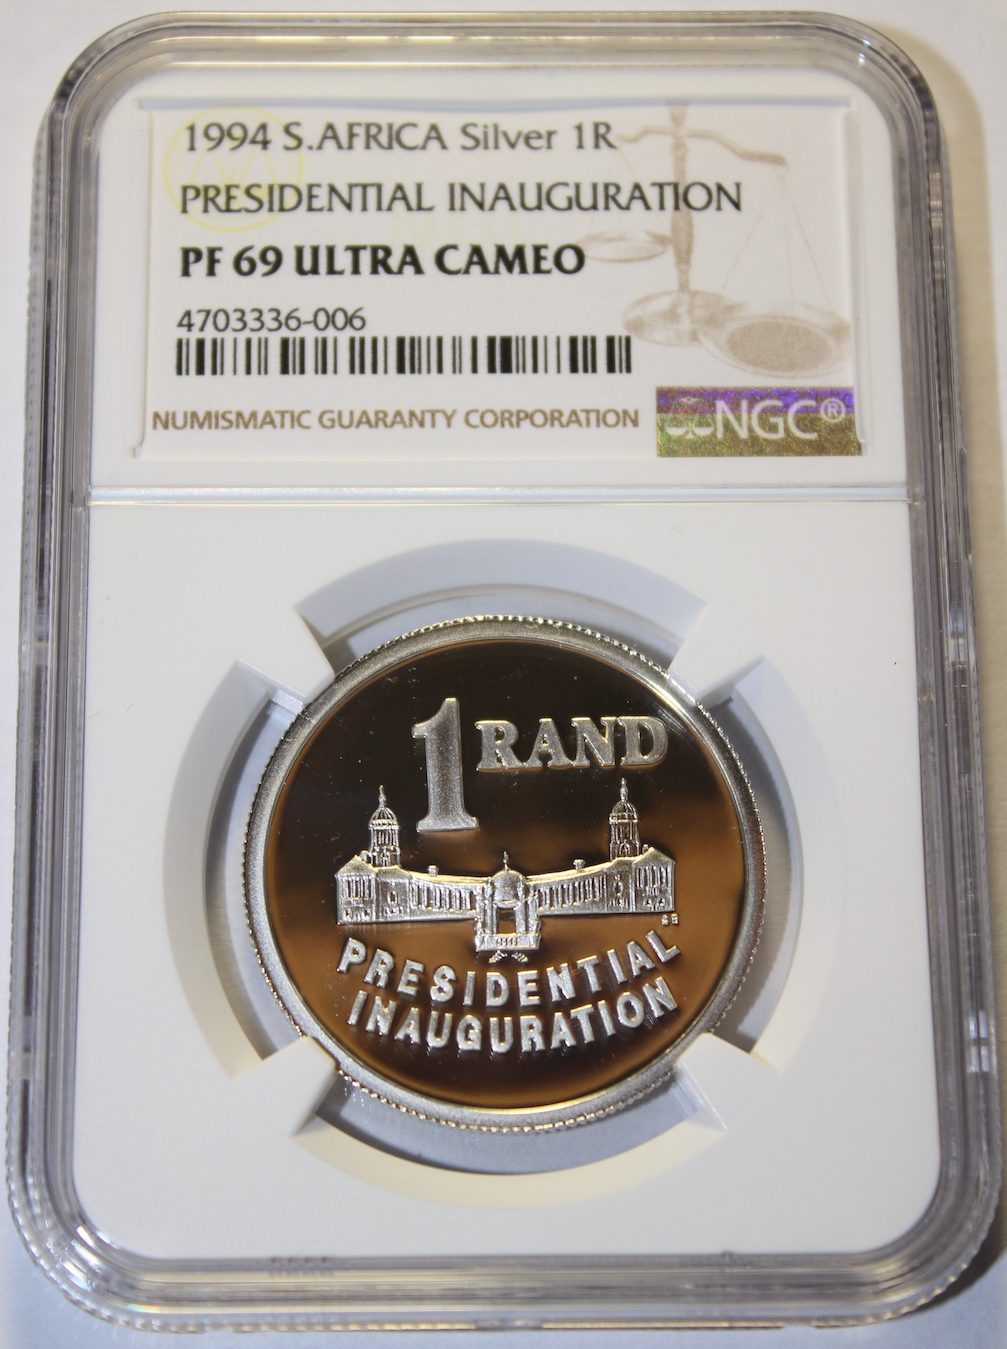 1994 S.AFRICA Silver 1R
PRESIDENTIAL INAUGURATION
PF 69 ULTRA CAMEO
4703336-006
NUMISMATIC GUARANTY CORPORATION
NGC®
1 RAND
PRESIDENTIAL
INAUGURATION